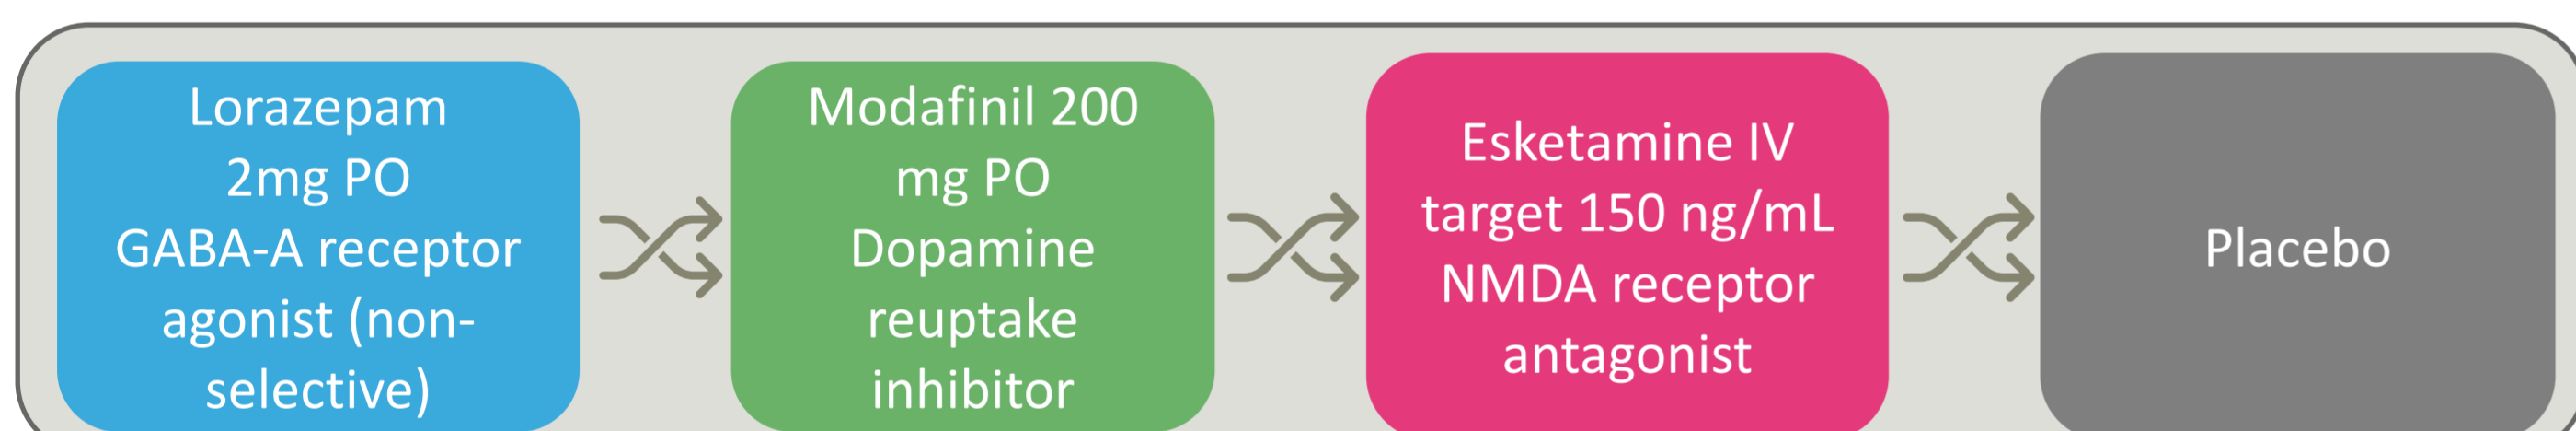 Lorazepam
2mg PO
GABA-A receptor
agonist (non-
selective)
Modafinil 200
mg PO
Dopamine
reuptake
inhibitor
Esketamine IV
target 150 ng/mL
NMDA receptor
antagonist
Placebo